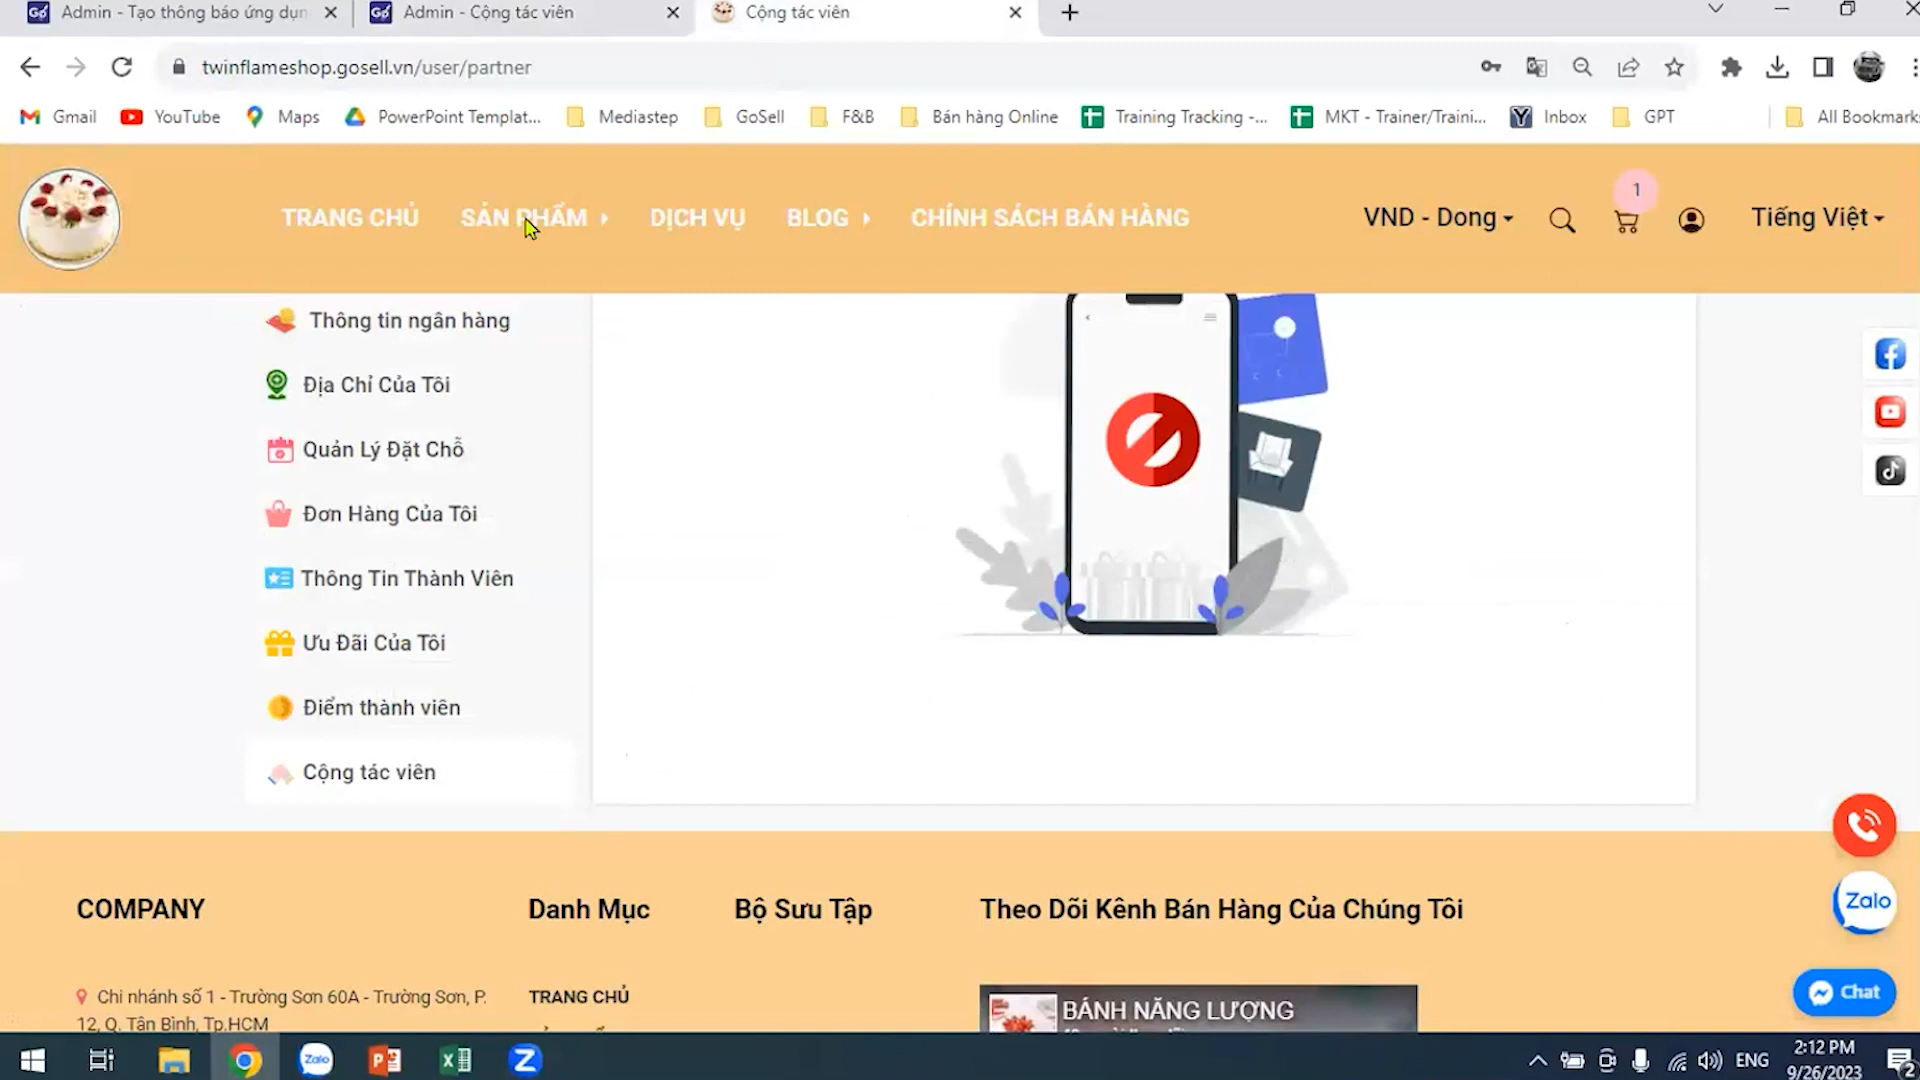 Admin - Tạo thông báo ứng dụn
Admin - Cộng tác viên
Cộng tác viên
twinflameshop.gosell.vn/user/partner
Gmail
YouTube
Maps
PowerPoint Templat...
Mediastep
GoSell
F&B
Bán hàng Online
Training Tracking -...
MKT - Trainer/Traini...
Inbox
GPT
All Bookmarks
TRANG CHỦ
SẢN PHẨM
DỊCH VỤ
BLOG
CHÍNH SÁCH BÁN HÀNG
VND - Dong
1
Tiếng Việt
Thông tin ngân hàng
Địa Chỉ Của Tôi
Quản Lý Đặt Chỗ
Đơn Hàng Của Tôi
Thông Tin Thành Viên
Ưu Đãi Của Tôi
Điểm thành viên
Cộng tác viên
Zalo
Chat
COMPANY
Danh Mục
Bộ Sưu Tập
Theo Dõi Kênh Bán Hàng Của Chúng Tôi
Chi nhánh số 1 - Trường Sơn 60A - Trường Sơn, P.
12, Q. Tân Bình, Tp.HCM
TRANG CHỦ
BÁNH NĂNG LƯỢNG
Zalo
ENG
2:12 PM
9/26/2023
2